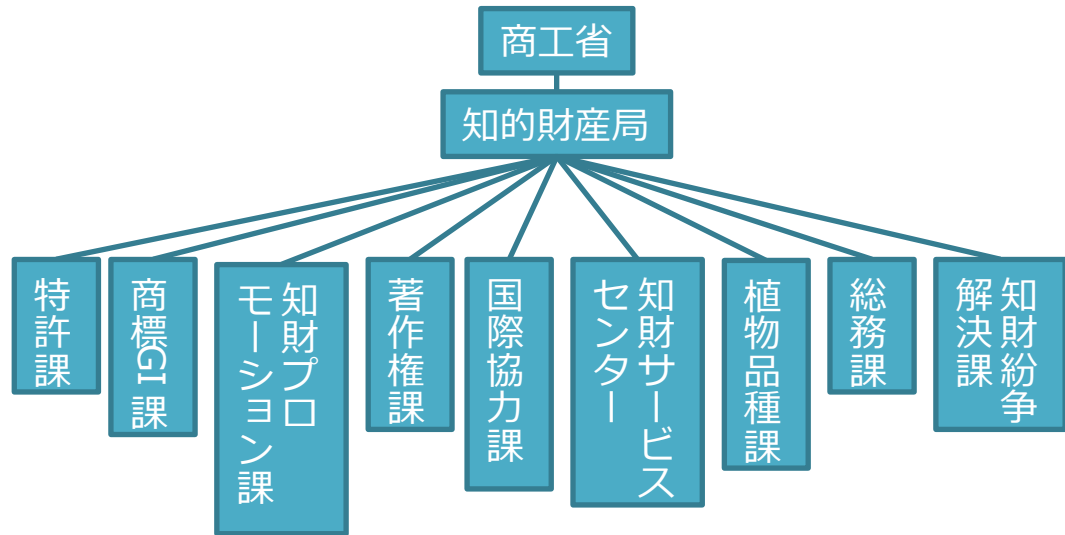 商工省
知的財産局
特許課
商標GI課
知財プロ
モーション課
著作権課
国際協力課
知財サービス
センター
植物品種課
総務課
知財紛争
解決課